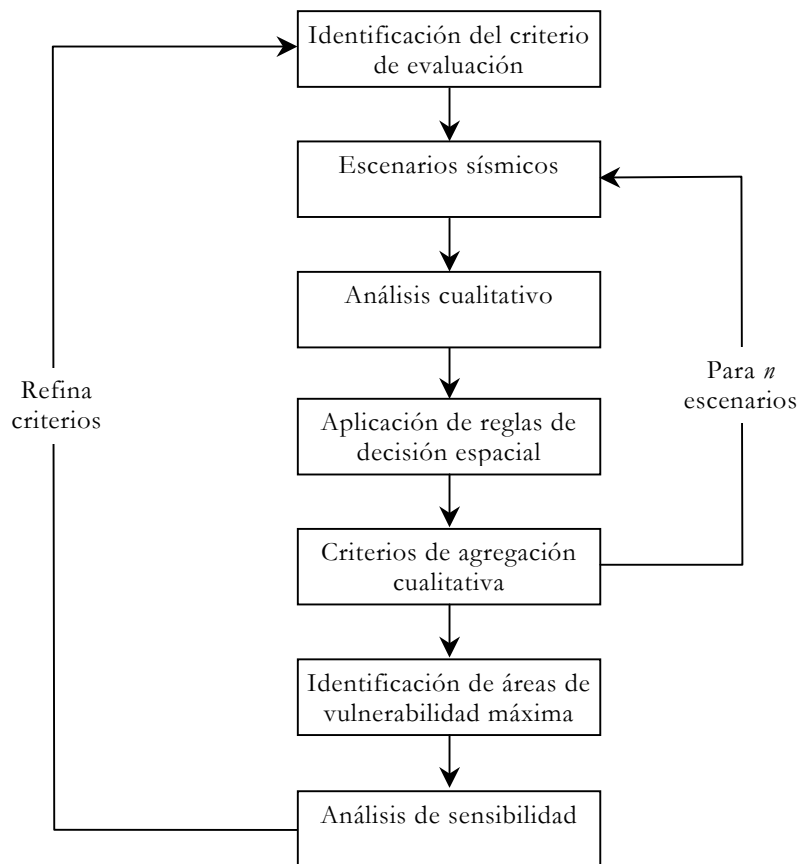 Identificación del criterio
de evaluación
Escenarios sísmicos
Análisis cualitativo
Aplicación de reglas de
decisión espacial
Criterios de agregación
cualitativa
Identificación de áreas de
vulnerabilidad máxima
Análisis de sensibilidad
Refina
criterios
Para n
escenarios